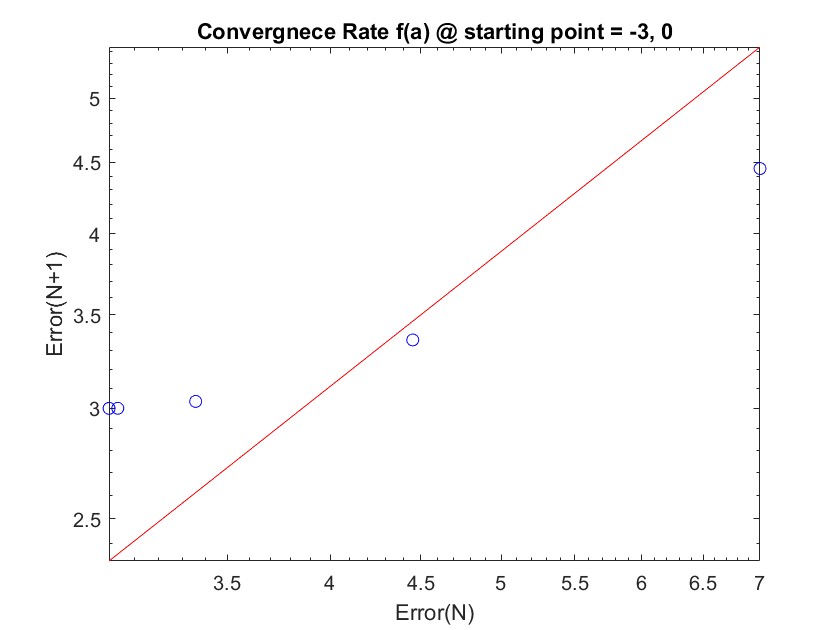 Convergnece Rate f(a) @ starting point = -3, 0
5
4.5
4
3.5
3
2.5
Error(N+1)
3.5 4 4.5 5 5.5 6 6.5 7
Error(N)